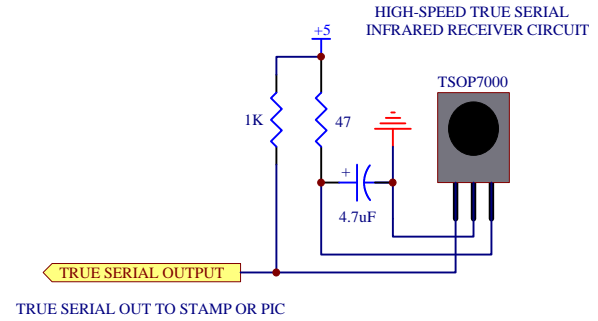 HIGH-SPEED TRUE SERIAL
INFRARED RECEIVER CIRCUIT
+5
TSOP7000
1K
47
+
4.7uF
TRUE SERIAL OUTPUT
TRUE SERIAL OUT TO STAMP OR PIC